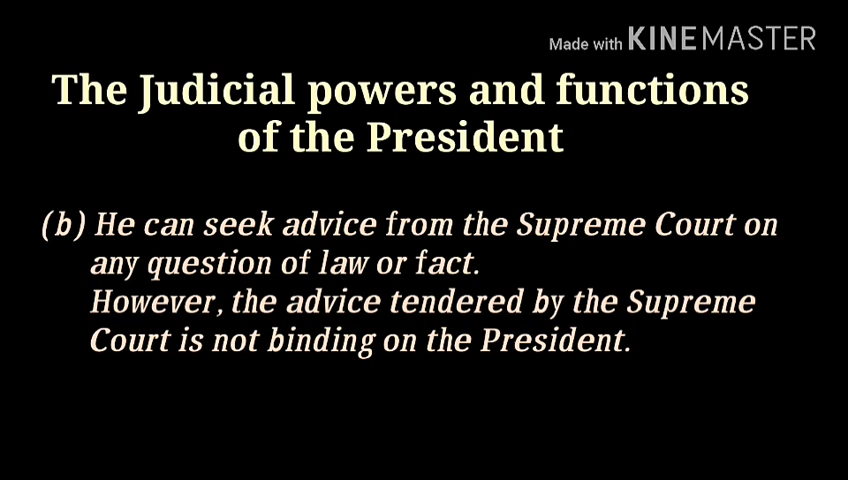 Made with KINEMASTER
The Judicial powers and functions
of the President
(b) He can seek advice from the Supreme Court on
any question of law or fact.
However, the advice tendered by the Supreme
Court is not binding on the President.